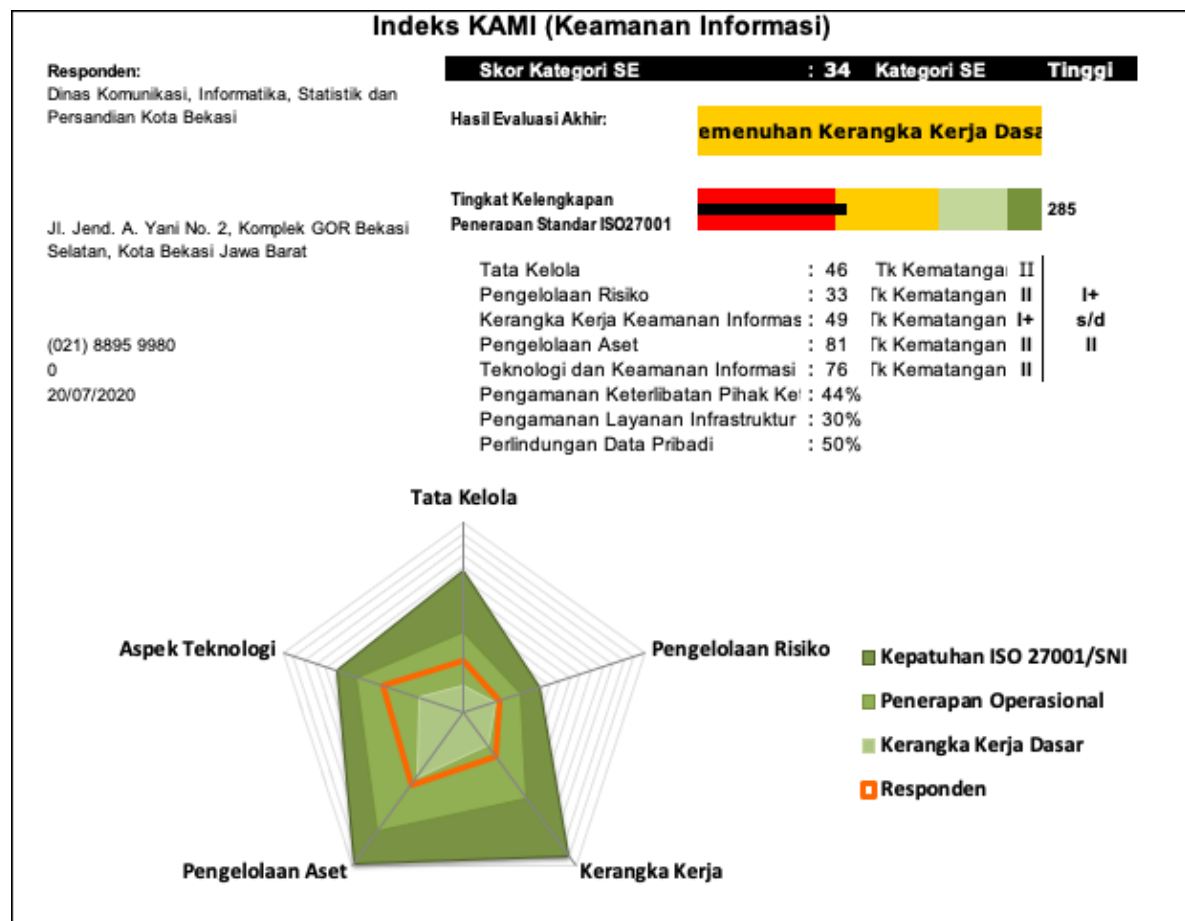 Indeks KAMI (Keamanan Informasi)
Responden:
Dinas Komunikasi, Informatika, Statistik dan
Persandian Kota Bekasi
Jl. Jend. A. Yani No. 2, Komplek GOR Bekasi
Selatan, Kota Bekasi Jawa Barat
(021) 8895 9980
0
20/07/2020
Skor Kategori SE : 34 Kategori SE Tinggi
Hasil Evaluasi Akhir:
emenuhan Kerangka Kerja Dasa
Tingkat Kelengkapan
Penerapan Standar ISO27001
285
Tata Kelola : 46 Tk Kematangai II
Pengelolaan Risiko : 33 Tk Kematangan II I+
Kerangka Kerja Keamanan Informas : 49 Tk Kematangan I+ s/d
Pengelolaan Aset : 81 Tk Kematangan II II
Teknologi dan Keamanan Informasi : 76 Tk Kematangan II
Pengamanan Keterlibatan Pihak Ket : 44%
Pengamanan Layanan Infrastruktur : 30%
Perlindungan Data Pribadi : 50%
Tata Kelola
Aspek Teknologi
Pengelolaan Risiko
Pengelolaan Aset
Kerangka Kerja
Kepatuhan ISO 27001/SNI
Penerapan Operasional
Kerangka Kerja Dasar
Responden